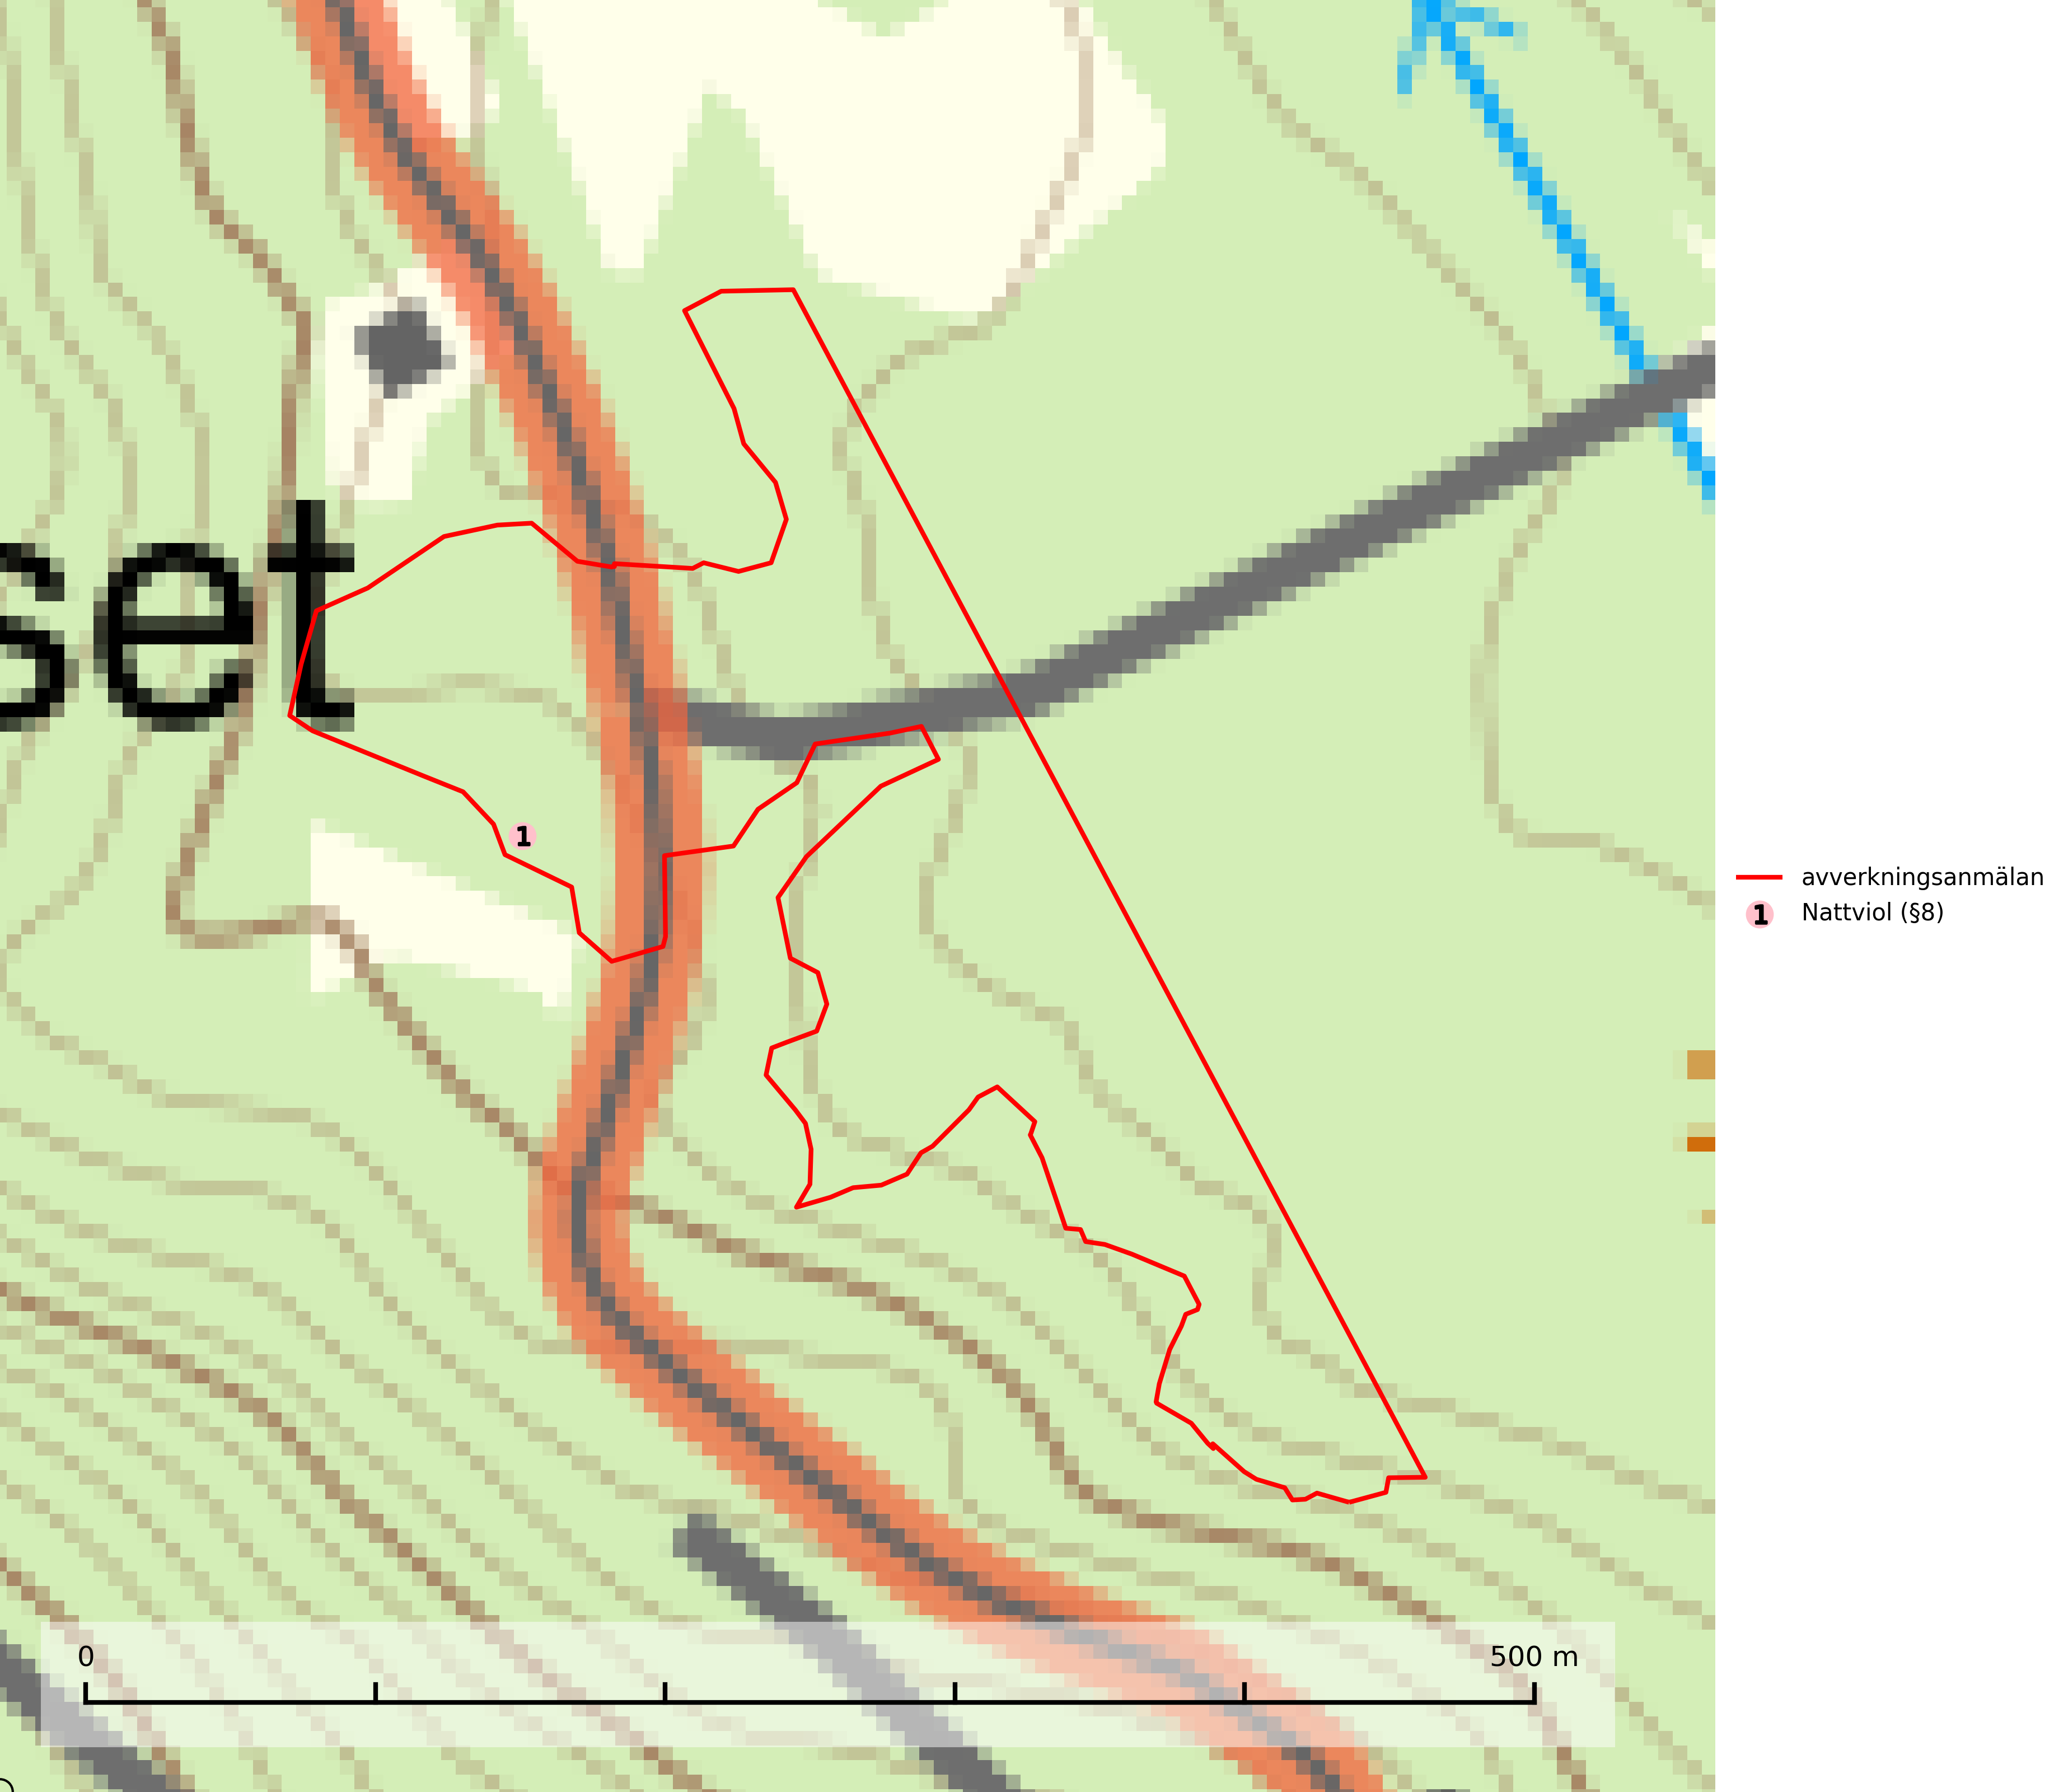 set
1
avverkningsanmälan
1 Nattviol (§8)
0 500 m